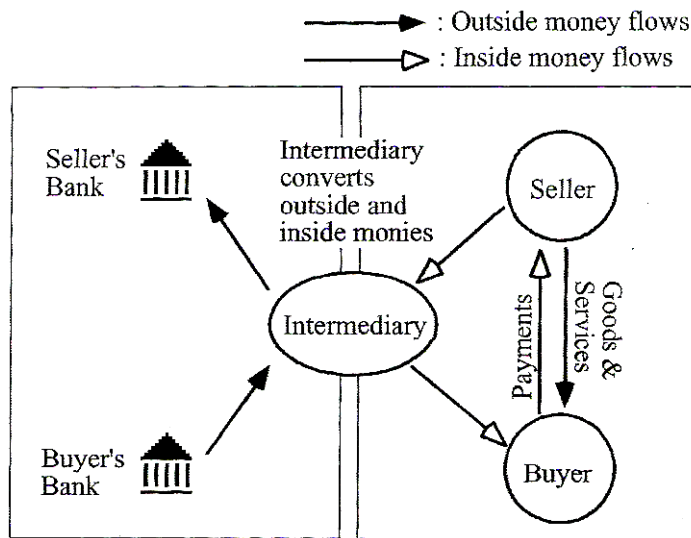 : Outside money flows
: Inside money flows
Seller's
Bank
Intermediary
converts
outside and
inside monies
Seller
Intermediary
Payments
Goods &
Services
Buyer's
Bank
Buyer